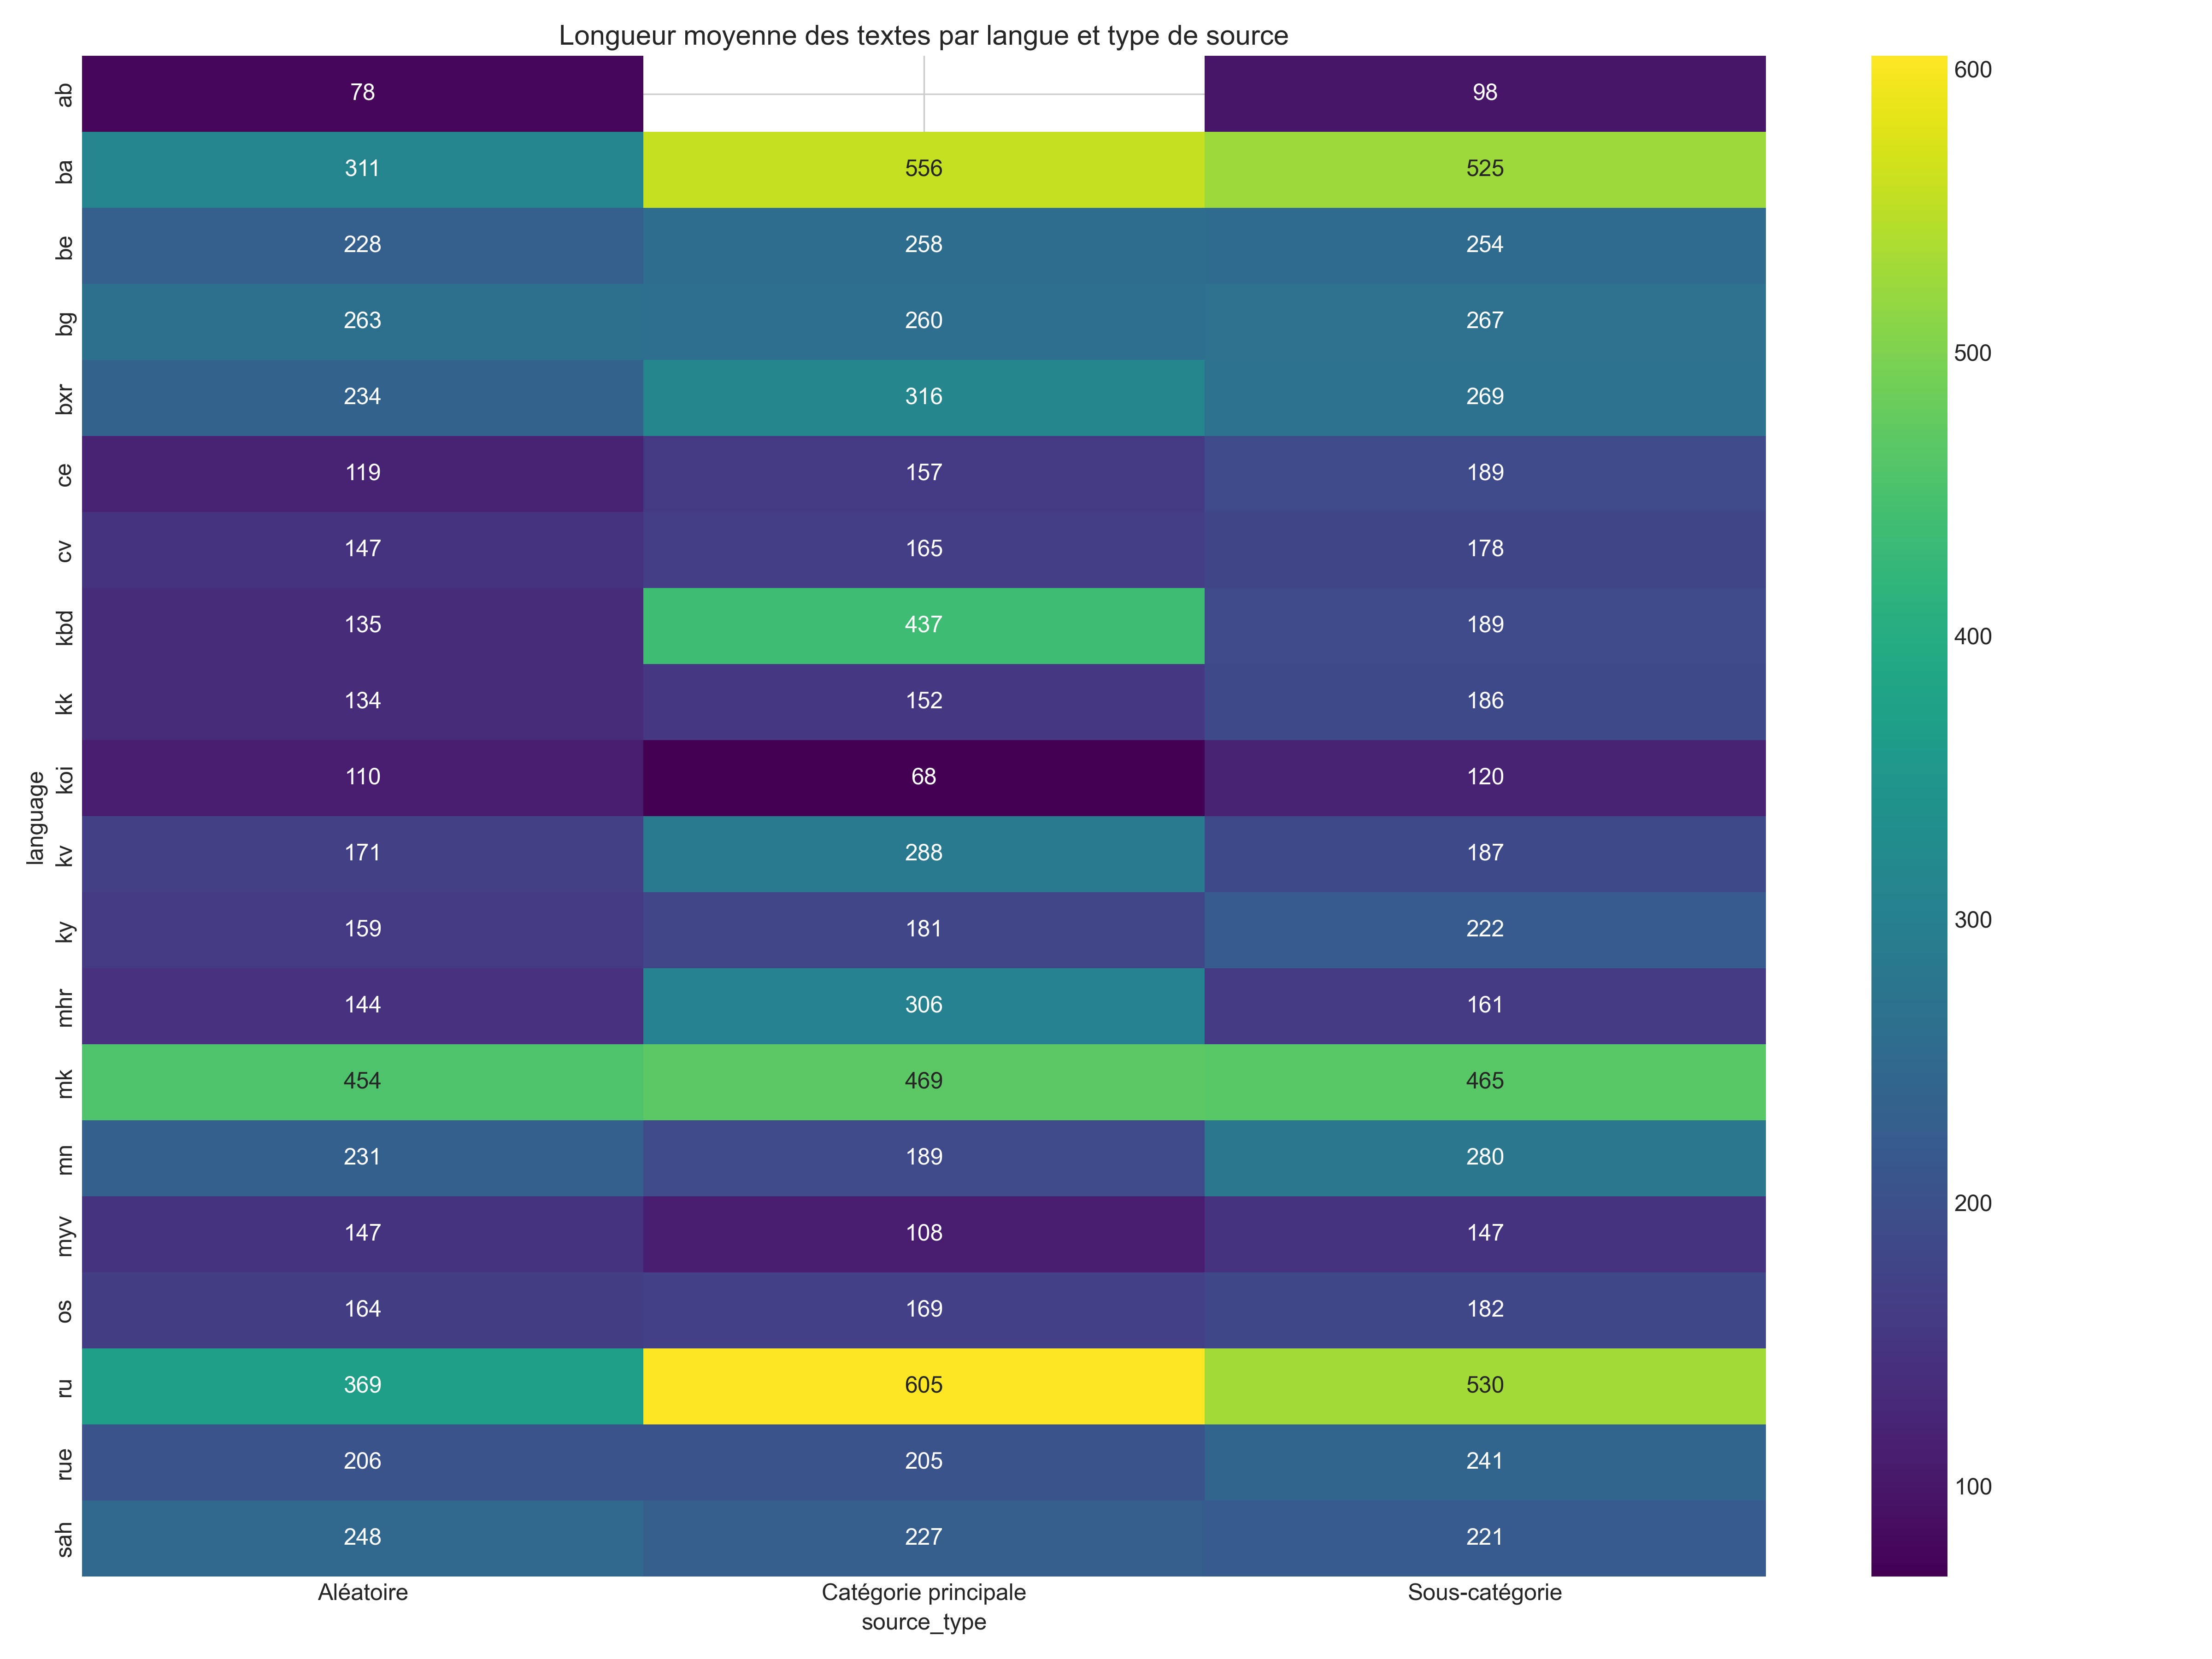 Longueur moyenne des textes par langue et type de source
ab 78 98
ba 311 556 525
be 228 258 254
bg 263 260 267
bxr 234 316 269
ce 119 157 189
cv 147 165 178
kbd 135 437 189
kk 134 152 186
koi 110 68 120
kv 171 288 187
ky 159 181 222
mhr 144 306 161
mk 454 469 465
mn 231 189 280
myv 147 108 147
os 164 169 182
ru 369 605 530
rue 206 205 241
sah 248 227 221
language
Aléatoire Catégorie principale Sous-catégorie
source_type
600
500
400
300
200
100